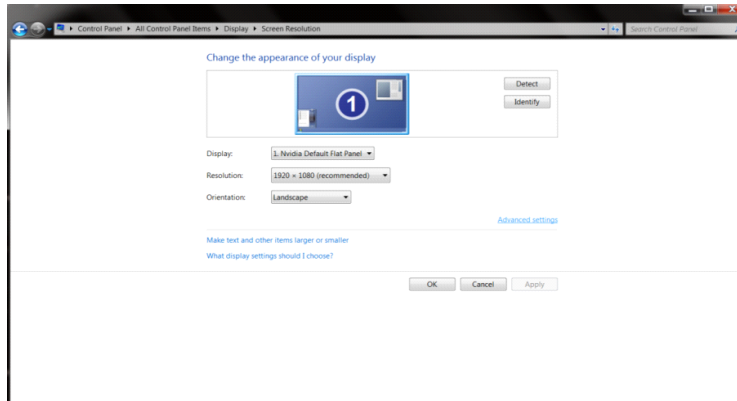 Control Panel ▸ All Control Panel Items ▸ Display ▸ Screen Resolution
Search Control Panel
Change the appearance of your display
1
Detect
Identify
Display: 1. Nvidia Default Flat Panel
Resolution: 1920 × 1080 (recommended)
Orientation: Landscape
Advanced settings
Make text and other items larger or smaller
What display settings should I choose?
OK Cancel Apply